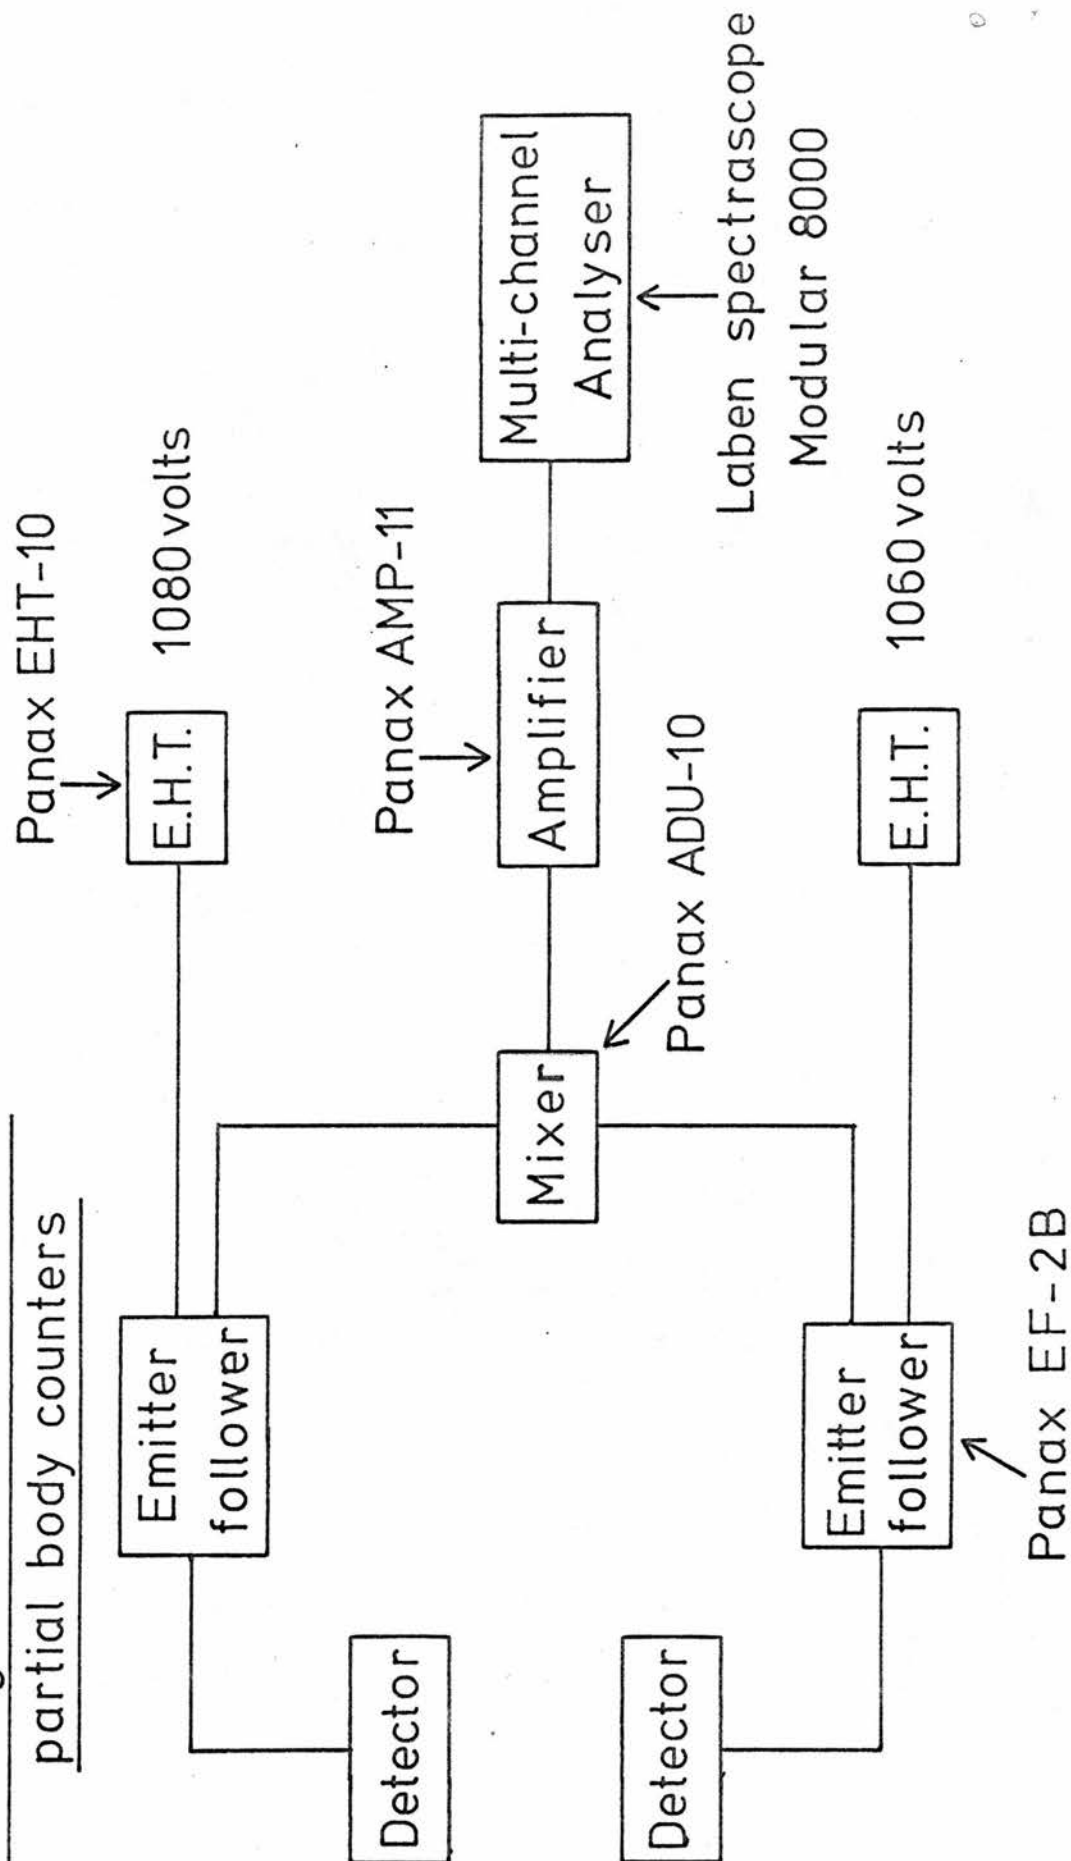 partial body counters
Panax EHT-10
E.H.T.
1080 volts
Emitter
follower
Panax AMP-11
Detector
Mixer
Amplifier
Multi-channel
Analyser
Panax ADU-10
Laben spectrascope
Modular 8000
Detector
Emitter
follower
E.H.T.
1060 volts
Panax EF-2B